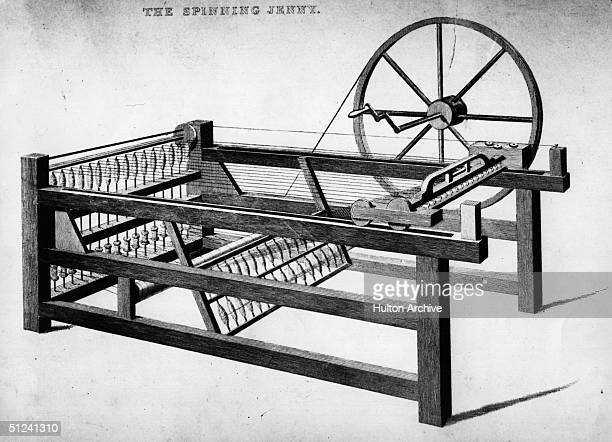 THE SPINNING JENNY.
gettyimages®
Hulton Archive
51241310